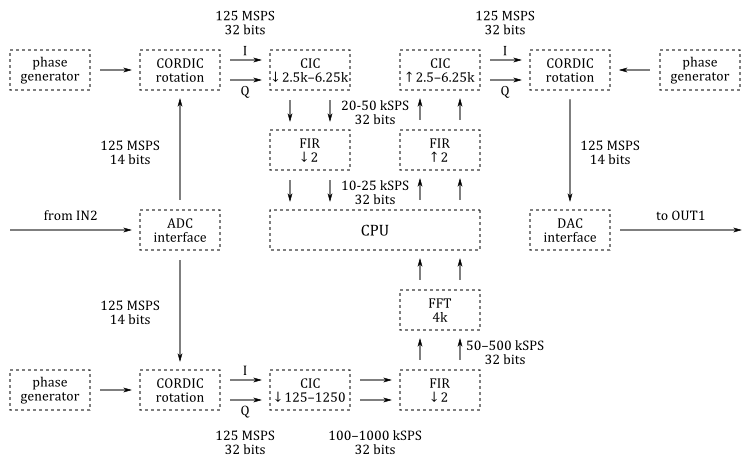 125 MSPS
32 bits
125 MSPS
32 bits
phase
generator
CORDIC
rotation
I
Q
CIC
↓2.5k–6.25k
CIC
↑2.5–6.25k
I
Q
CORDIC
rotation
phase
generator
20-50 kSPS
32 bits
125 MSPS
14 bits
FIR
↓2
FIR
↑2
125 MSPS
14 bits
10-25 kSPS
32 bits
from IN2
ADC
interface
CPU
DAC
interface
to OUT1
125 MSPS
14 bits
FFT
4k
50–500 kSPS
32 bits
phase
generator
CORDIC
rotation
I
Q
CIC
↓125–1250
FIR
↓2
125 MSPS
32 bits
100–1000 kSPS
32 bits